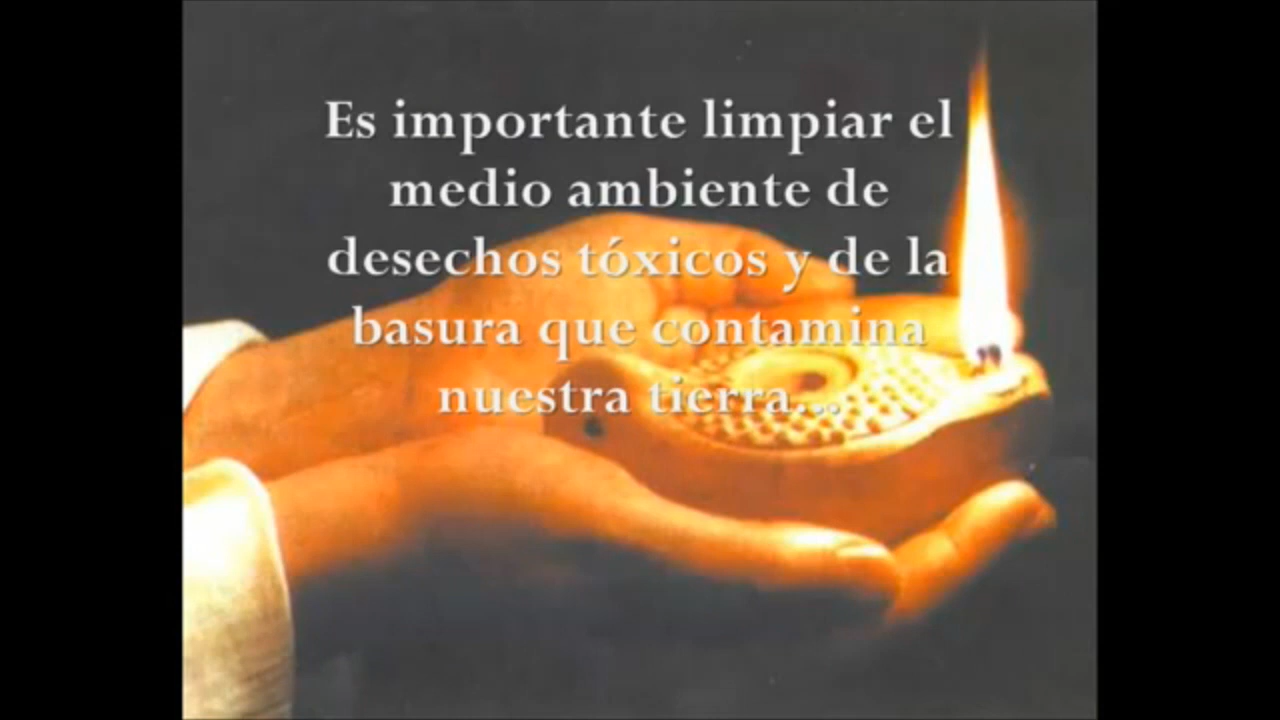 Es importante limpiar el
medio ambiente de
desechos tóxicos y de la
basura que contamina
nuestra tierra...